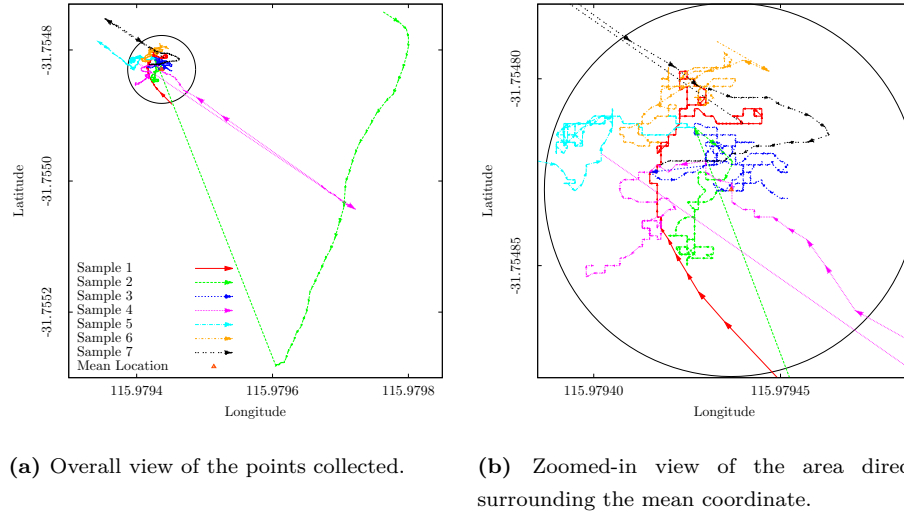 -31.7548
-31.7550
-31.7552
Latitude
Sample 1
Sample 2
Sample 3
Sample 4
Sample 5
Sample 6
Sample 7
Mean Location
115.9794
115.9796
115.9798
Longitude
-31.75480
-31.75485
Latitude
115.97940
115.97945
Longitude
(a) Overall view of the points collected.
(b) Zoomed-in view of the area direc
surrounding the mean coordinate.